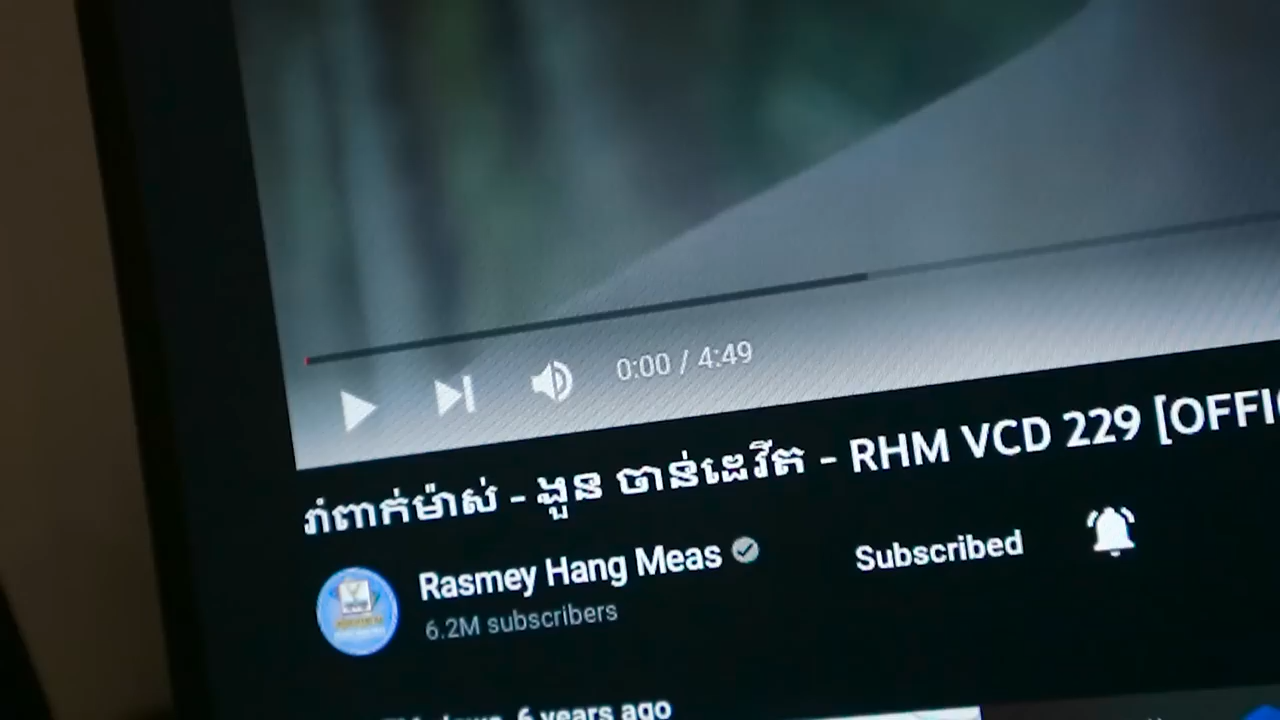 0:00 / 4:49
រាំពាក់ម៉ាស់ - ងួន ចាន់ដេវីត - RHM VCD 229 [OFFI
Rasmey Hang Meas
Subscribed
6.2M subscribers
6 years ago